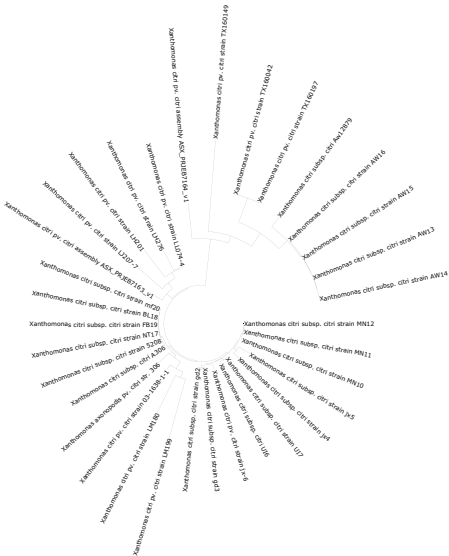 Xanthomonas citri pv. citri strain TX160149
Xanthomonas citri pv. citri strain TX160042
Xanthomonas citri pv. citri strain TX160197
Xanthomonas citri subsp. citri Aw12879
Xanthomonas citri subsp. citri strain AW16
Xanthomonas citri subsp. citri strain AW15
Xanthomonas citri subsp. citri strain AW13
Xanthomonas citri subsp. citri strain AW14
Xanthomonas citri subsp. citri strain MN12
Xanthomonas citri subsp. citri strain MN11
Xanthomonas citri subsp. citri strain MN10
Xanthomonas citri subsp. citri strain jx5
Xanthomonas citri subsp. citri strain jx4
Xanthomonas citri subsp. citri strain UI7
Xanthomonas citri subsp. citri UI6
Xanthomonas citri pv. citri strain jx-6
Xanthomonas citri subsp. citri strain gd3
Xanthomonas citri subsp. citri strain gd2
Xanthomonas citri pv. citri strain LM199
Xanthomonas citri pv. citri strain LM180
Xanthomonas citri pv. citri strain 03-1638-1-1
Xanthomonas axonopodis pv. citri str. 306
Xanthomonas citri subsp. citri A306
Xanthomonas citri subsp. citri strain 5208
Xanthomonas citri subsp. citri strain NT17
Xanthomonas citri subsp. citri strain FB19
Xanthomonas citri subsp. citri strain BL18
Xanthomonas citri subsp. citri strain mf20
Xanthomonas citri pv. citri assembly ASX_PRJEB7163_v1
Xanthomonas citri pv. citri strain LJ207-7
Xanthomonas citri pv. citri strain LH201
Xanthomonas citri pv. citri strain LH276
Xanthomonas citri pv. citri strain LL074-4
Xanthomonas citri pv. citri assembly ASX_PRJEB7164_v1